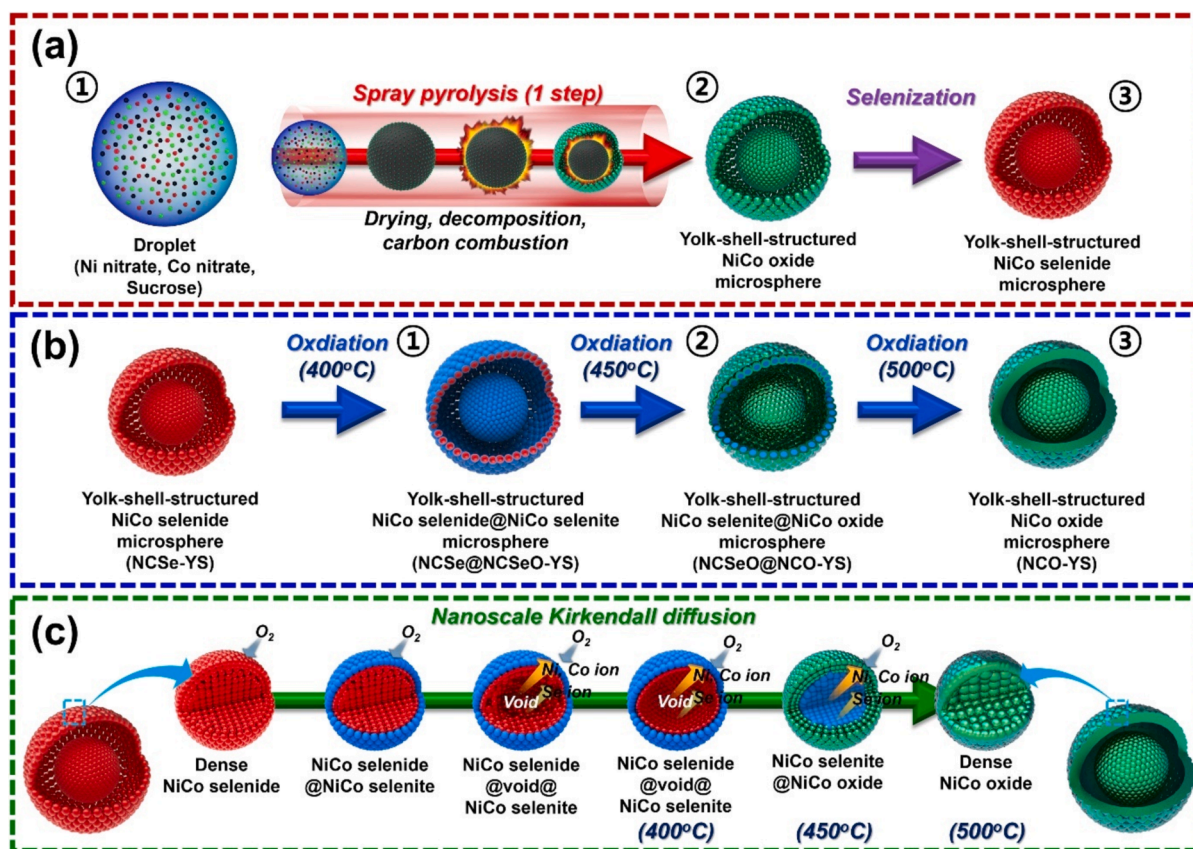 (a)
①
Spray pyrolysis (1 step)
②
Selenization
③
Drying, decomposition,
carbon combustion
Droplet
(Ni nitrate, Co nitrate,
Sucrose)
Yolk-shell-structured
NiCo oxide
microsphere
Yolk-shell-structured
NiCo selenide
microsphere
(b)
Oxdiation
(400°C)
①
Oxdiation
(450°C)
②
Oxdiation
(500°C)
③
Yolk-shell-structured
NiCo selenide
microsphere
(NCSe-YS)
Yolk-shell-structured
NiCo selenide@NiCo selenite
microsphere
(NCSe@NCSeO-YS)
Yolk-shell-structured
NiCo selenite@NiCo oxide
microsphere
(NCSeO@NCO-YS)
Yolk-shell-structured
NiCo oxide
microsphere
(NCO-YS)
(c)
Nanoscale Kirkendall diffusion
O2
O2
O2
O2
O2
Ni, Co ion
Se ion
Void
Ni, Co ion
Se ion
Void
Ni, Co ion
Se ion
Dense
NiCo selenide
NiCo selenide
@NiCo selenite
NiCo selenide
@void@
NiCo selenite
NiCo selenide
@void@
NiCo selenite
(400°C)
NiCo selenite
@NiCo oxide
(450°C)
Dense
NiCo oxide
(500°C)